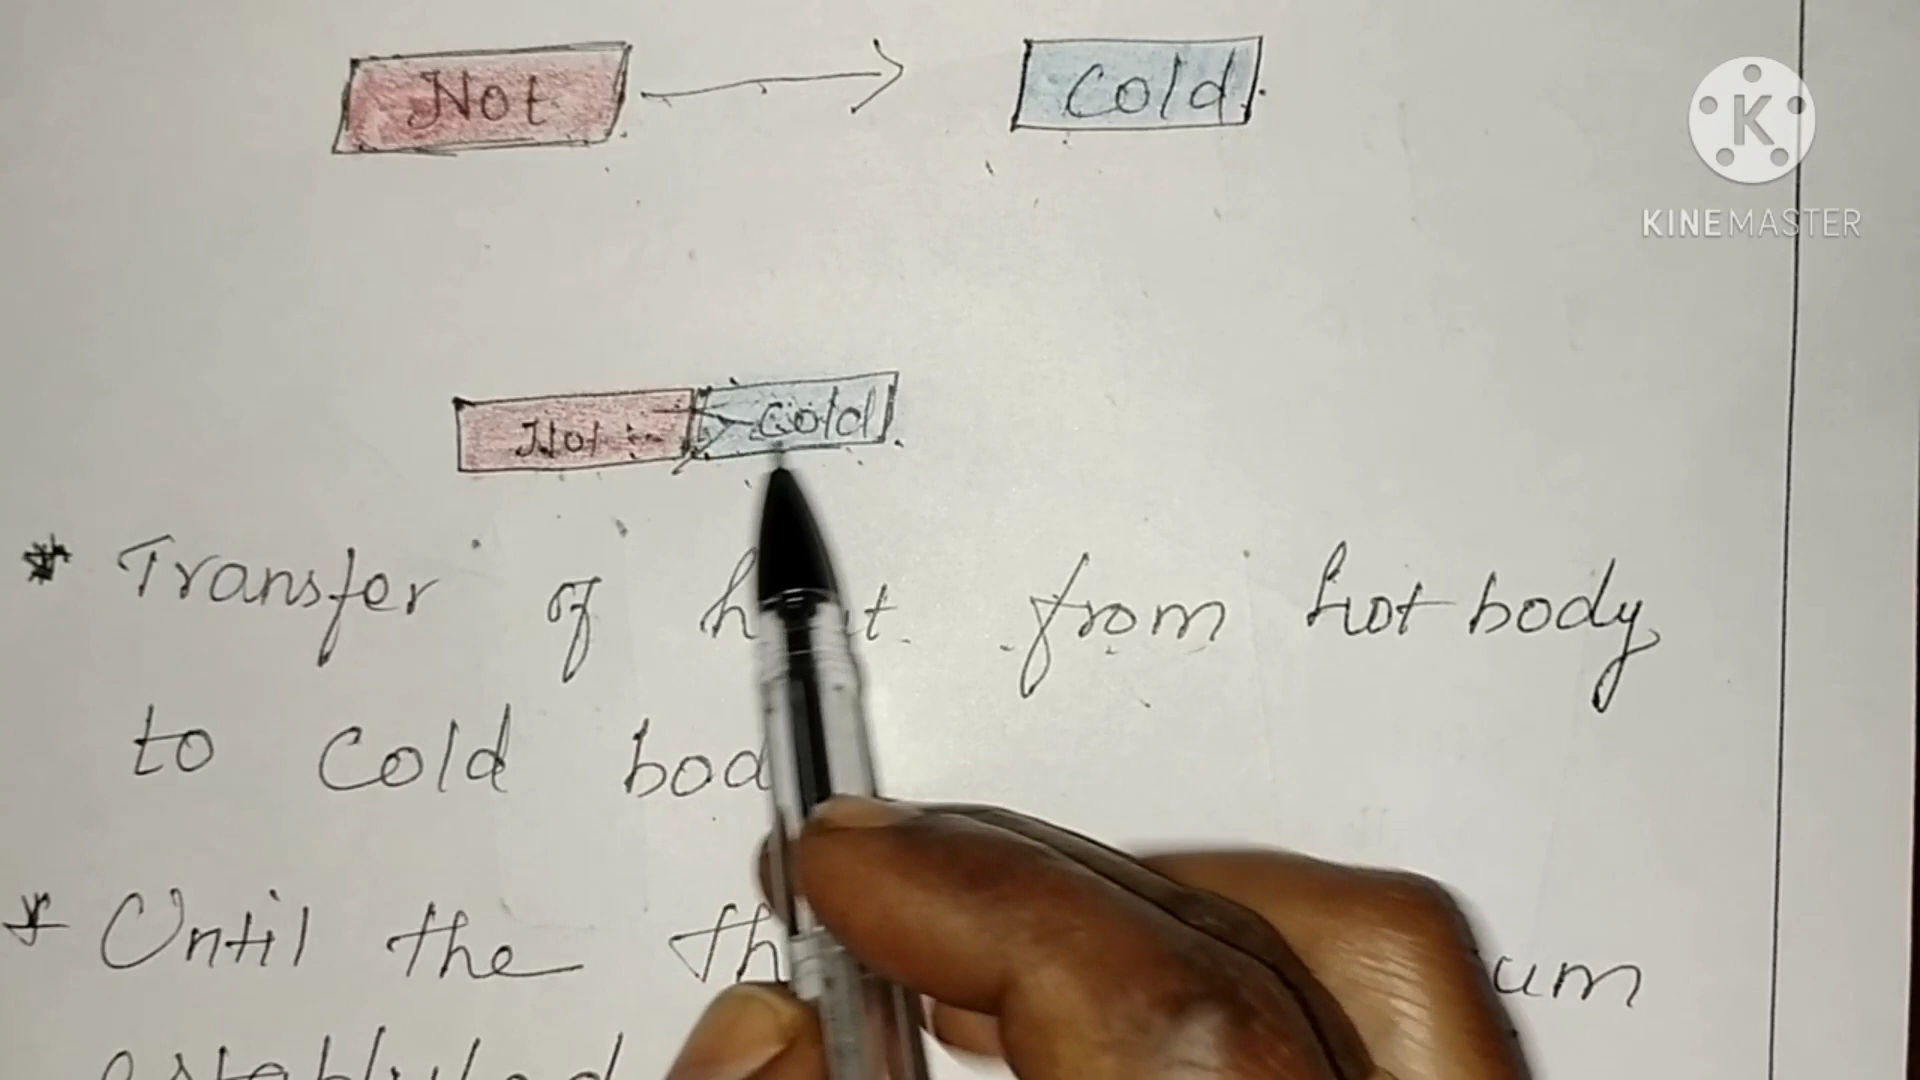 Hot → Cold
K
KINEMASTER
Hot Cold
* Transfer of from hot body
to Cold
* Until the